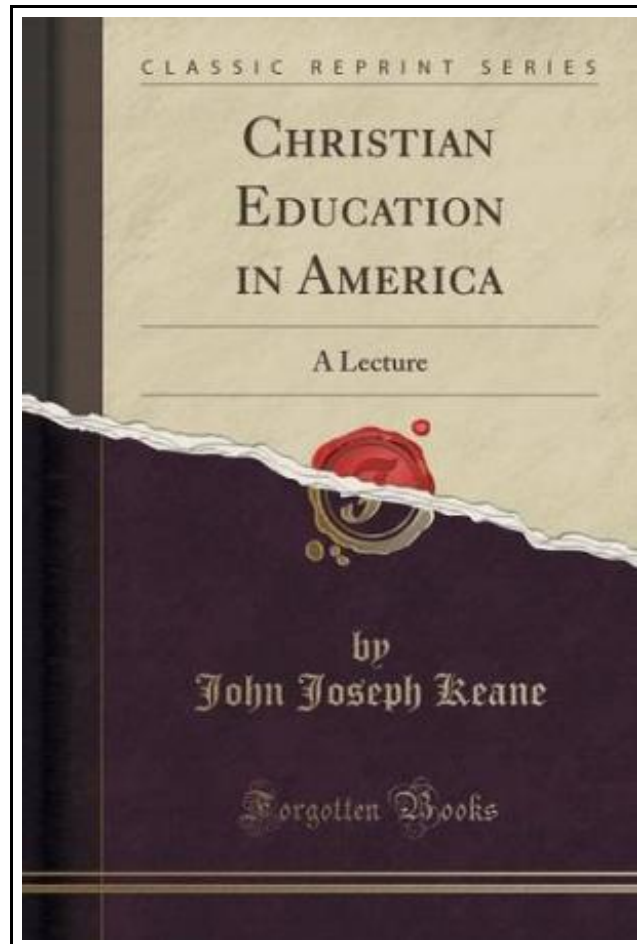 CLASSIC REPRINT SERIES
CHRISTIAN
EDUCATION
IN AMERICA
A Lecture
by
John Joseph Keane
Forgotten Books